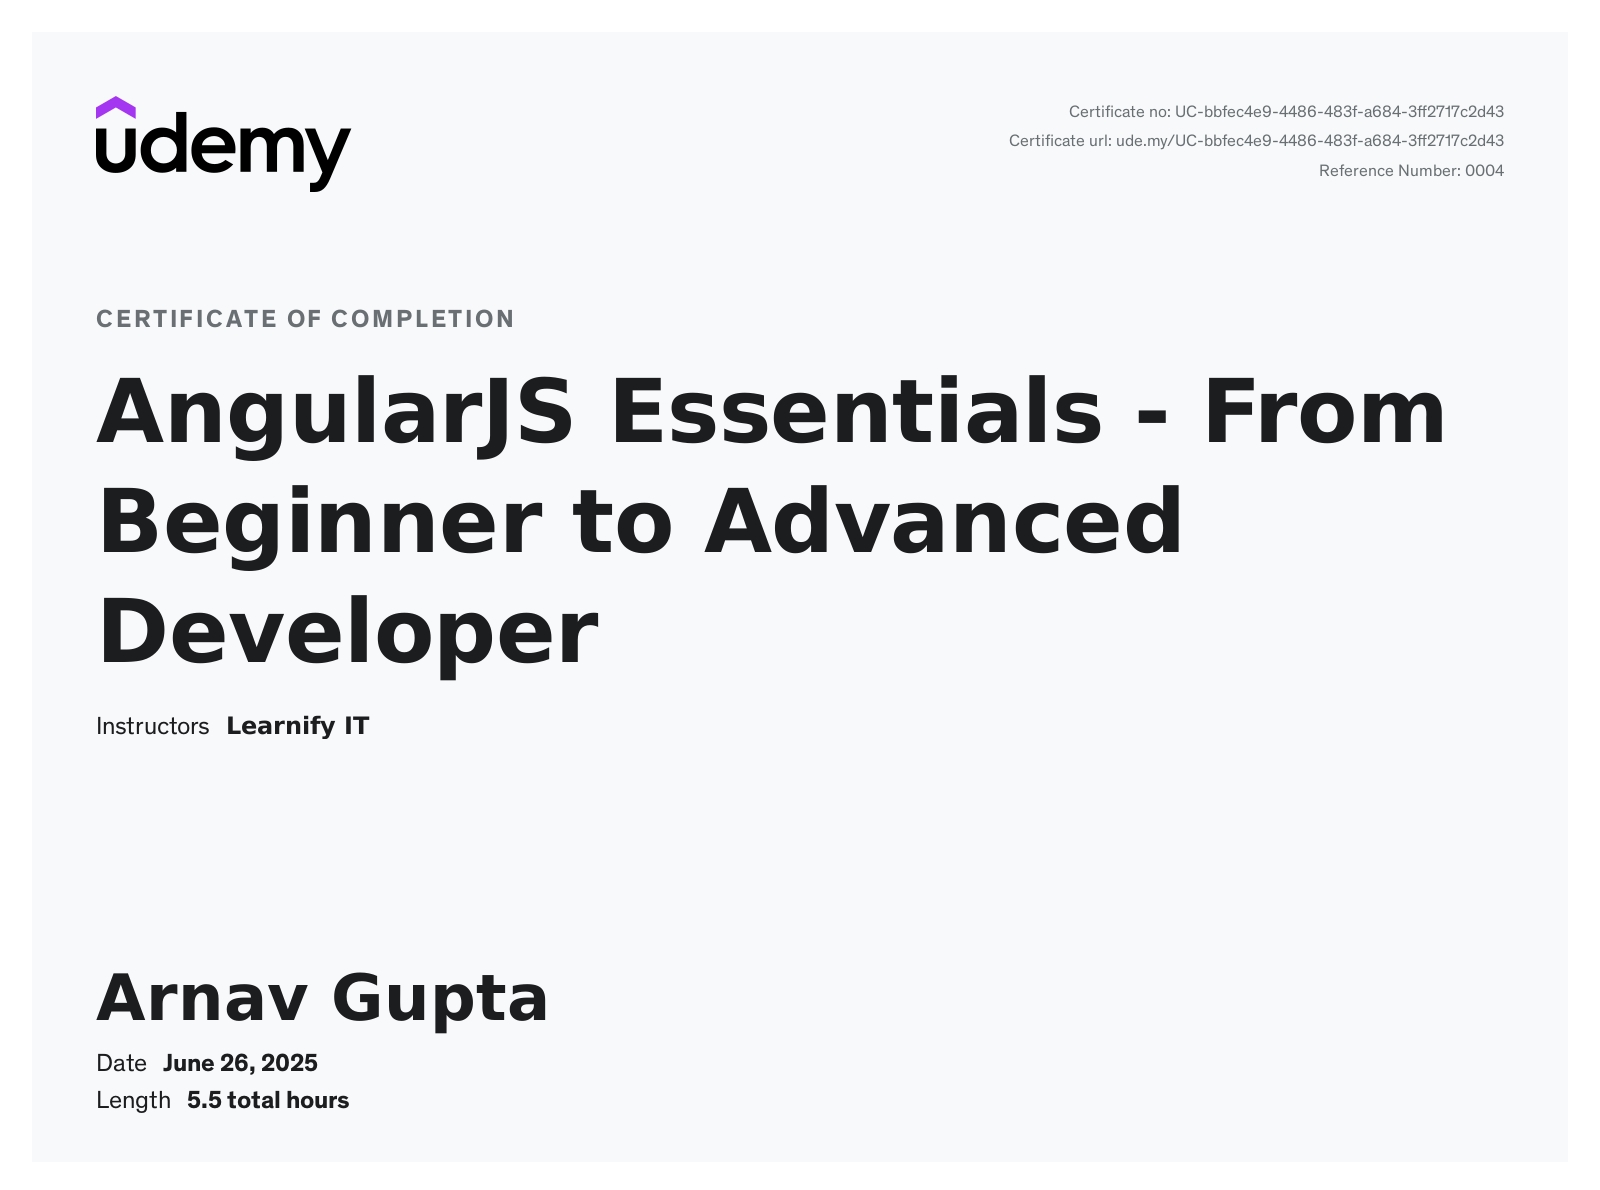 udemy
Certificate no: UC-bbfec4e9-4486-483f-a684-3ff2717c2d43
Certificate url: ude.my/UC-bbfec4e9-4486-483f-a684-3ff2717c2d43
Reference Number: 0004
CERTIFICATE OF COMPLETION
AngularJS Essentials - From
Beginner to Advanced
Developer
Instructors Learnify IT
Arnav Gupta
Date June 26, 2025
Length 5.5 total hours